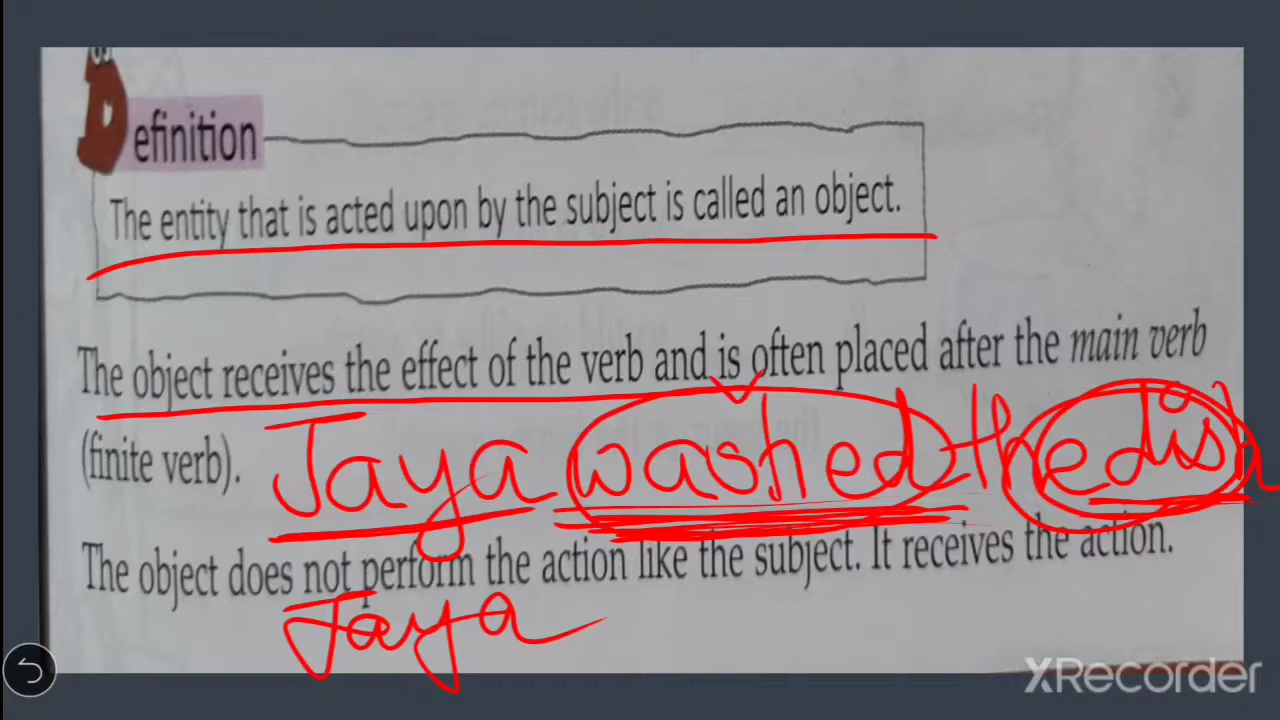 Definition
The entity that is acted upon by the subject is called an object.
The object receives the effect of the verb and is often placed after the main verb
(finite verb).
Jaya washed the dish
The object does not perform the action like the subject. It receives the action.
Jaya
XRecorder